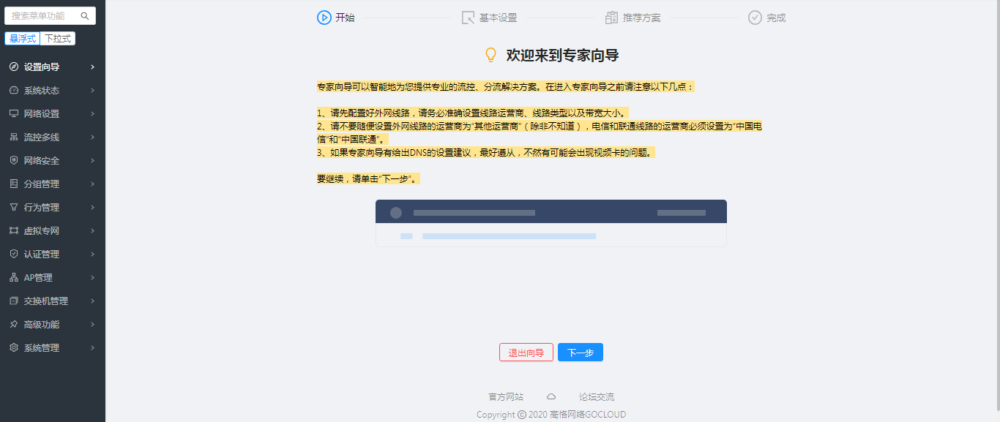 搜索菜单功能
悬浮式 下拉式
设置向导
系统状态
网络设置
流控多线
网络安全
分组管理
行为管理
虚拟专网
认证管理
AP管理
交换机管理
高级功能
系统管理
开始 基本设置 推荐方案 完成
欢迎来到专家向导
专家向导可以智能地为您提供专业的流控、分流解决方案。在进入专家向导之前请注意以下几点：
1、请先配置好外网线路，请务必准确设置线路运营商、线路类型以及带宽大小。
2、请不要随便设置外网线路的运营商为“其他运营商”（除非不知道），电信和联通线路的运营商必须设置为“中国电
信”和“中国联通”。
3、如果专家向导有给出DNS的设置建议，最好遵从，不然有可能会出现视频卡的问题。
要继续，请单击“下一步”。
退出向导 下一步
官方网站 论坛交流
Copyright © 2020 高恪网络GOCLOUD